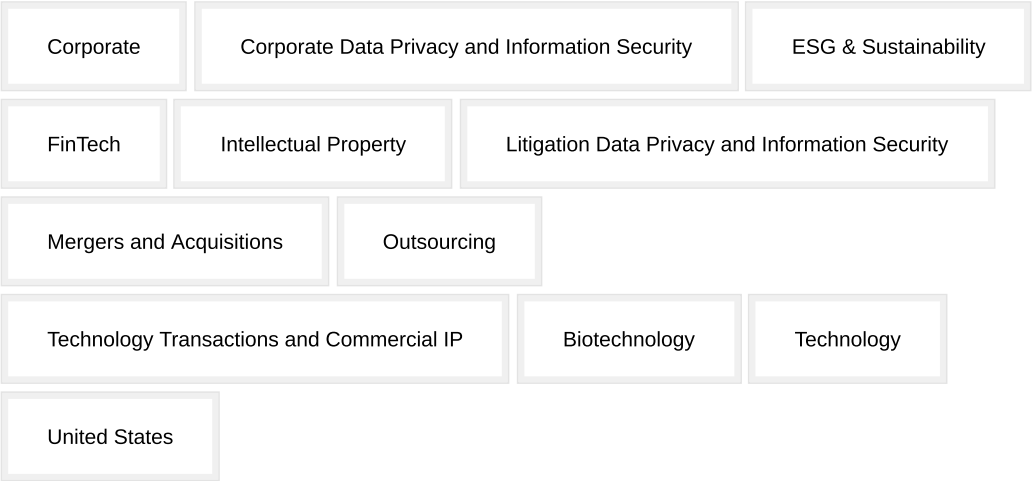 Corporate
Corporate Data Privacy and Information Security
ESG & Sustainability
FinTech
Intellectual Property
Litigation Data Privacy and Information Security
Mergers and Acquisitions
Outsourcing
Technology Transactions and Commercial IP
Biotechnology
Technology
United States